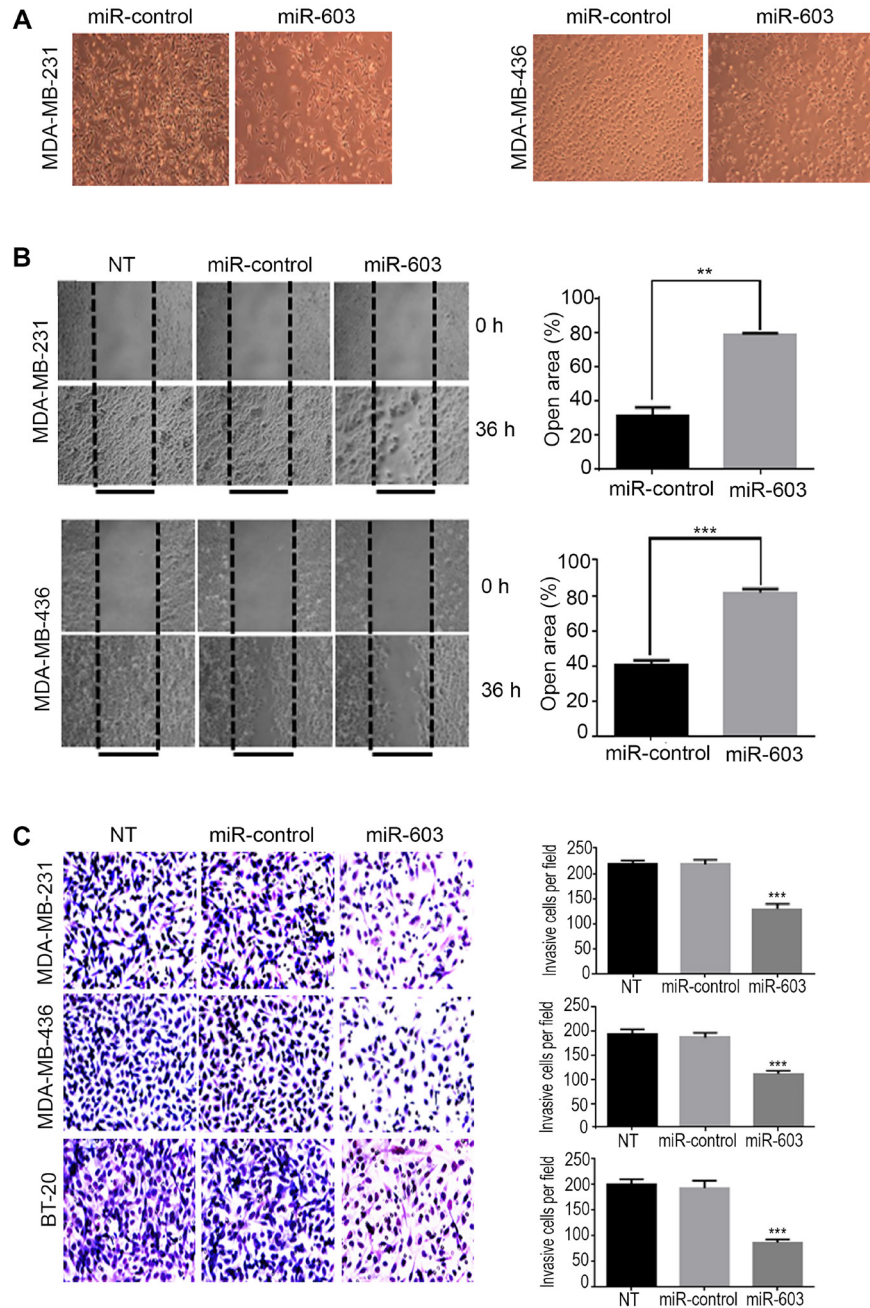 A
miR-control miR-603
MDA-MB-231
miR-control miR-603
MDA-MB-436
B
NT miR-control miR-603
MDA-MB-231
0 h
36 h
Open area (%)
100
80
60
40
20
0
**
miR-control miR-603
MDA-MB-436
0 h
36 h
Open area (%)
100
80
60
40
20
0
***
miR-control miR-603
C
NT miR-control miR-603
MDA-MB-231
MDA-MB-436
BT-20
Invasive cells per field
250
200
150
100
50
0
***
NT miR-control miR-603
Invasive cells per field
250
200
150
100
50
0
***
NT miR-control miR-603
Invasive cells per field
250
200
150
100
50
0
***
NT miR-control miR-603